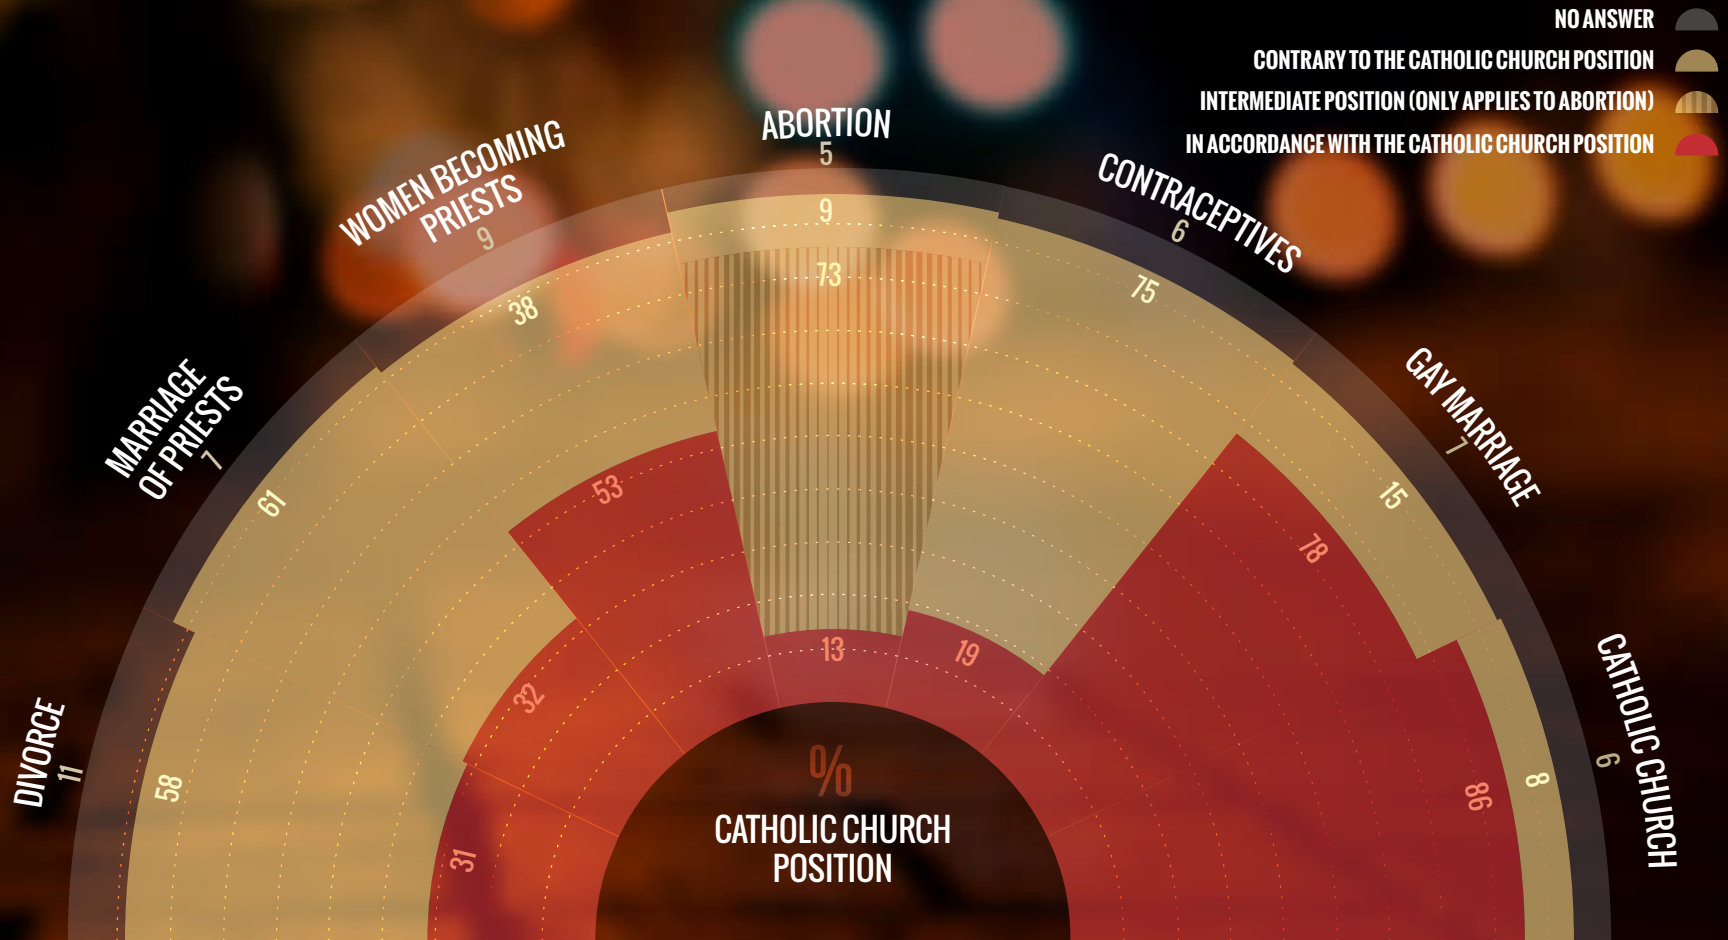 NO ANSWER
CONTRARY TO THE CATHOLIC CHURCH POSITION
INTERMEDIATE POSITION (ONLY APPLIES TO ABORTION)
IN ACCORDANCE WITH THE CATHOLIC CHURCH POSITION
DIVORCE
11
58
31
MARRIAGE
OF PRIESTS
7
61
32
WOMEN BECOMING
PRIESTS
9
38
53
ABORTION
5
9
73
13
CONTRACEPTIVES
6
75
19
GAY MARRIAGE
7
15
78
CATHOLIC CHURCH
6
8
86
%
CATHOLIC CHURCH
POSITION